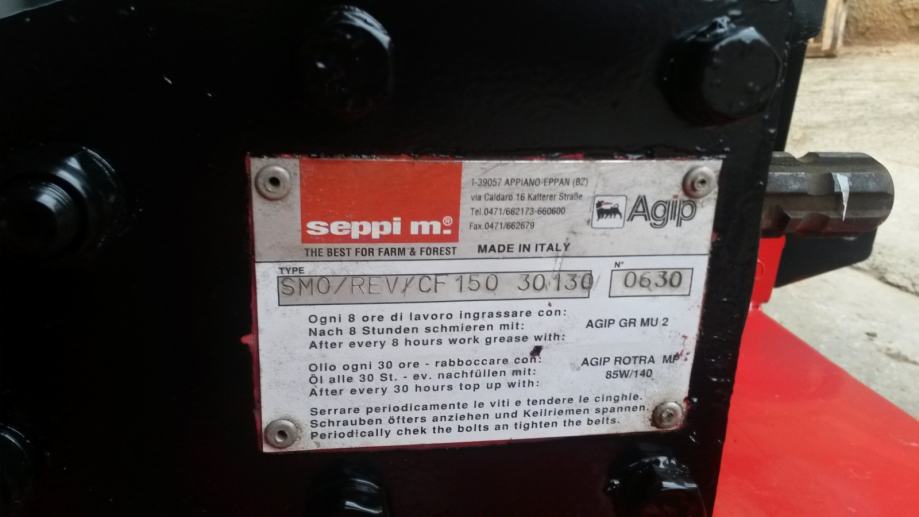 seppi m.®
THE BEST FOR FARM & FOREST
I-39057 APPIANO-EPPAN (BZ)
via Caldaro 16 Kalterer Straße
Tel.0471/662173-660600
Fax.0471/662679
MADE IN ITALY
Agip
TYPE
SMO/REV/CF 150 30,130
N°
0630
Ogni 8 ore di lavoro ingrassare con:
Nach 8 Stunden schmieren mit:
After every 8 hours work grease with:
AGIP GR MU 2
Olio ogni 30 ore - rabboccare con:
Öl alle 30 St. - ev. nachfüllen mit:
After every 30 hours top up with:
AGIP ROTRA MP
85W/140
Serrare periodicamente le viti e tendere le cinghie.
Schrauben öfters anziehen und Keilriemen spannen.
Periodically chek the bolts an tighten the belts.